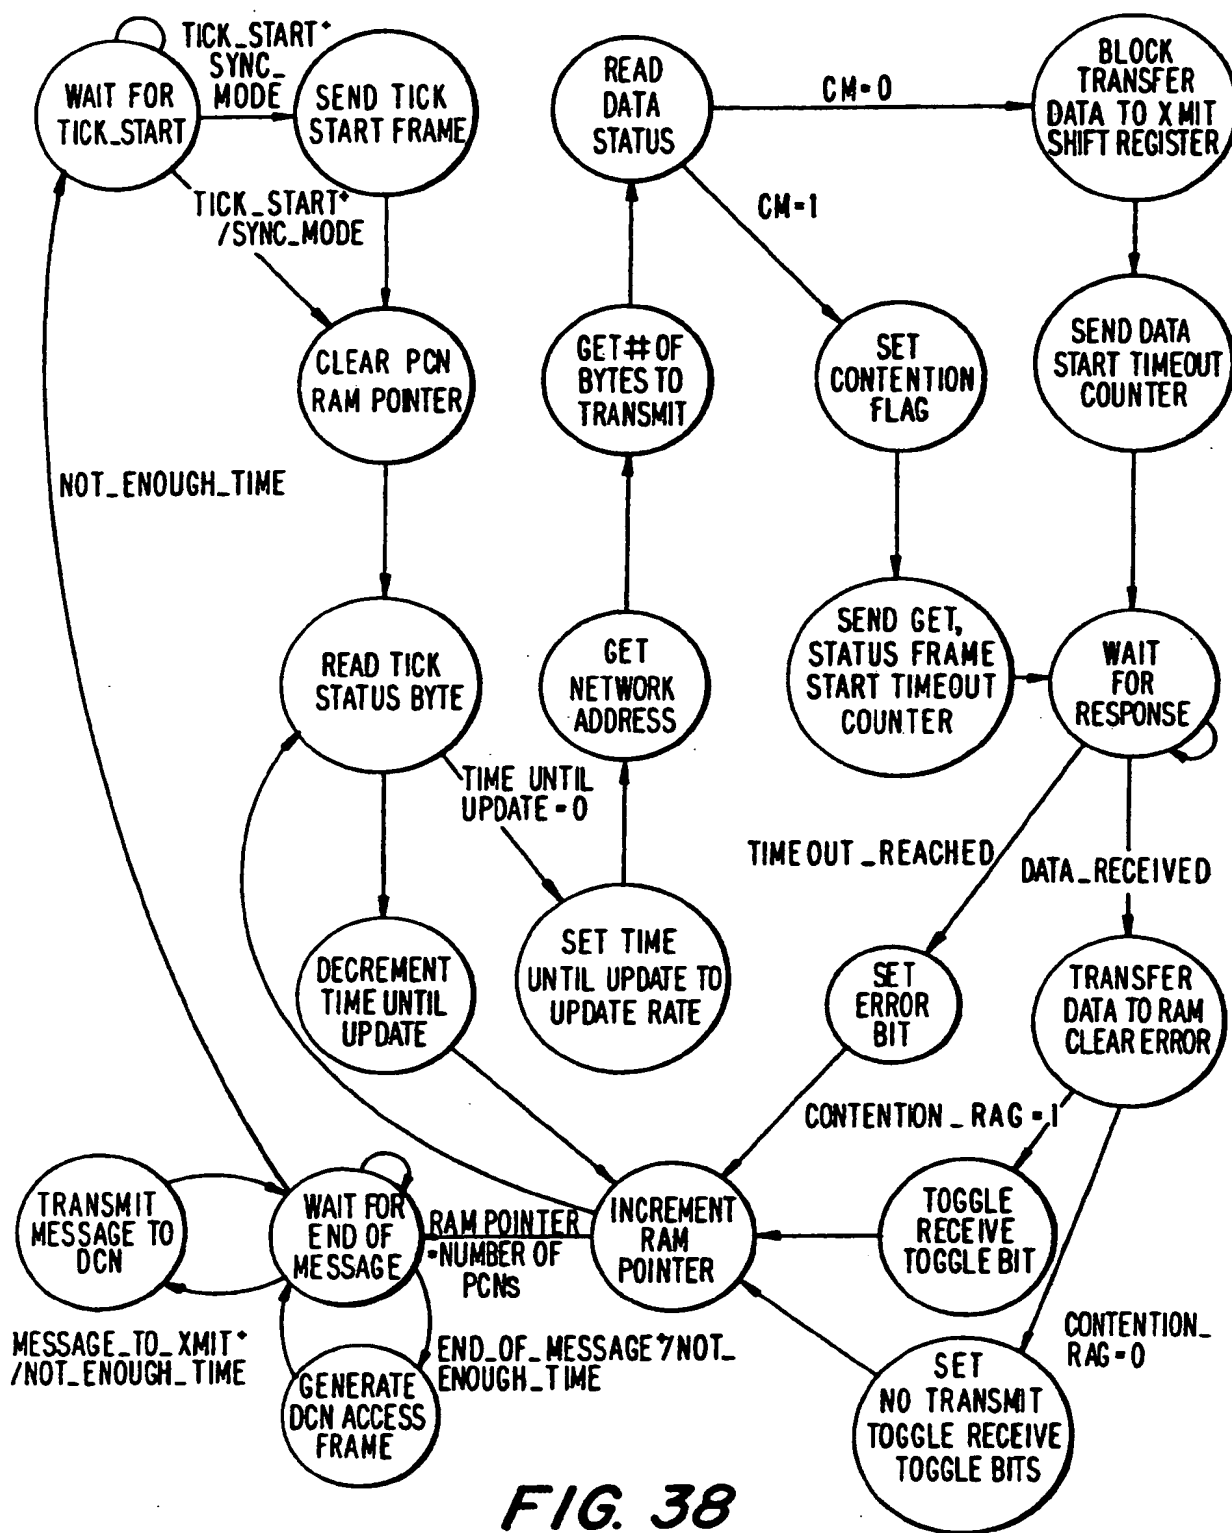 TICK_START*
SYNC_
MODE
WAIT FOR
TICK_START
SEND TICK
START FRAME
READ
DATA
STATUS
CM=0
BLOCK
TRANSFER
DATA TO XMIT
SHIFT REGISTER
TICK_START*
/SYNC_MODE
CM=1
CLEAR PCN
RAM POINTER
GET # OF
BYTES TO
TRANSMIT
SET
CONTENTION
FLAG
SEND DATA
START TIMEOUT
COUNTER
NOT_ENOUGH_TIME
READ TICK
STATUS BYTE
GET
NETWORK
ADDRESS
SEND GET,
STATUS FRAME
START TIMEOUT
COUNTER
WAIT
FOR
RESPONSE
TIME UNTIL
UPDATE=0
TIMEOUT_REACHED
DATA_RECEIVED
DECREMENT
TIME UNTIL
UPDATE
SET TIME
UNTIL UPDATE TO
UPDATE RATE
SET
ERROR
BIT
TRANSFER
DATA TO RAM
CLEAR ERROR
CONTENTION_RAG=1
TRANSMIT
MESSAGE TO
DCN
WAIT FOR
END OF
MESSAGE
RAM POINTER
=NUMBER OF
PCNs
INCREMENT
RAM
POINTER
TOGGLE
RECEIVE
TOGGLE BIT
MESSAGE_TO_XMIT*
/NOT_ENOUGH_TIME
GENERATE
DCN ACCESS
FRAME
END_OF_MESSAGE*/NOT_
ENOUGH_TIME
SET
NO TRANSMIT
TOGGLE RECEIVE
TOGGLE BITS
CONTENTION_
RAG=0
FIG. 38